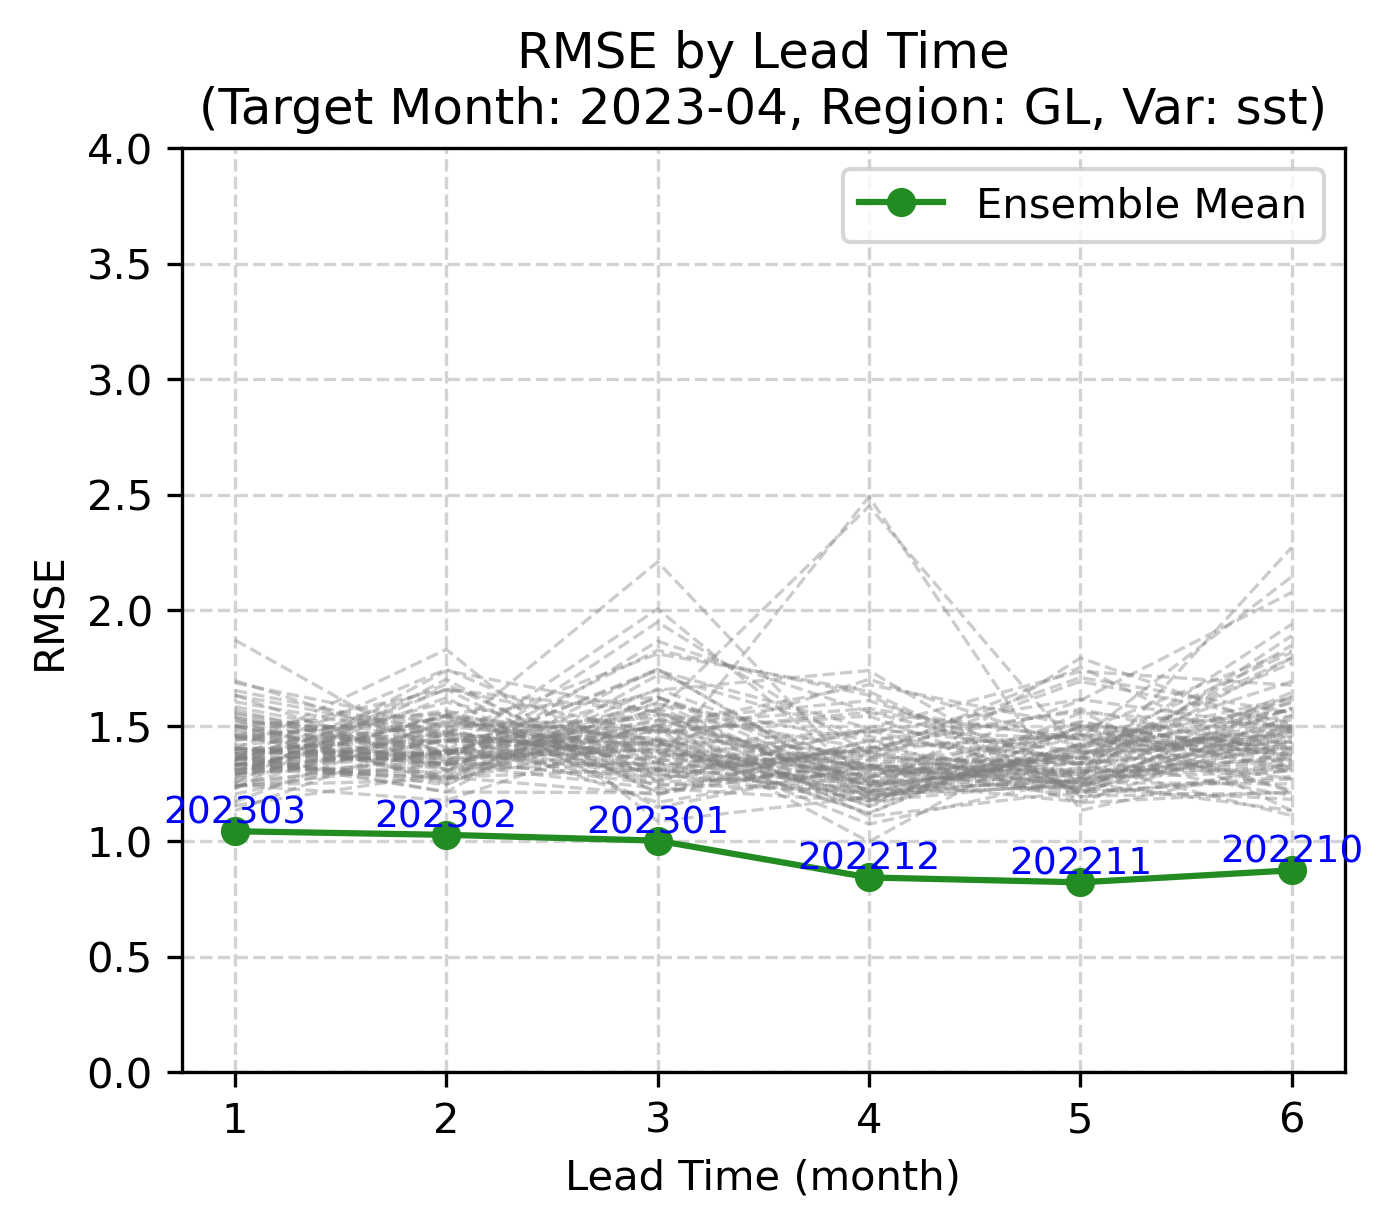 RMSE by Lead Time
(Target Month: 2023-04, Region: GL, Var: sst)
4.0
3.5
3.0
2.5
2.0
1.5
1.0
0.5
0.0
RMSE
Ensemble Mean
202303
202302
202301
202212
202211
202210
1 2 3 4 5 6
Lead Time (month)